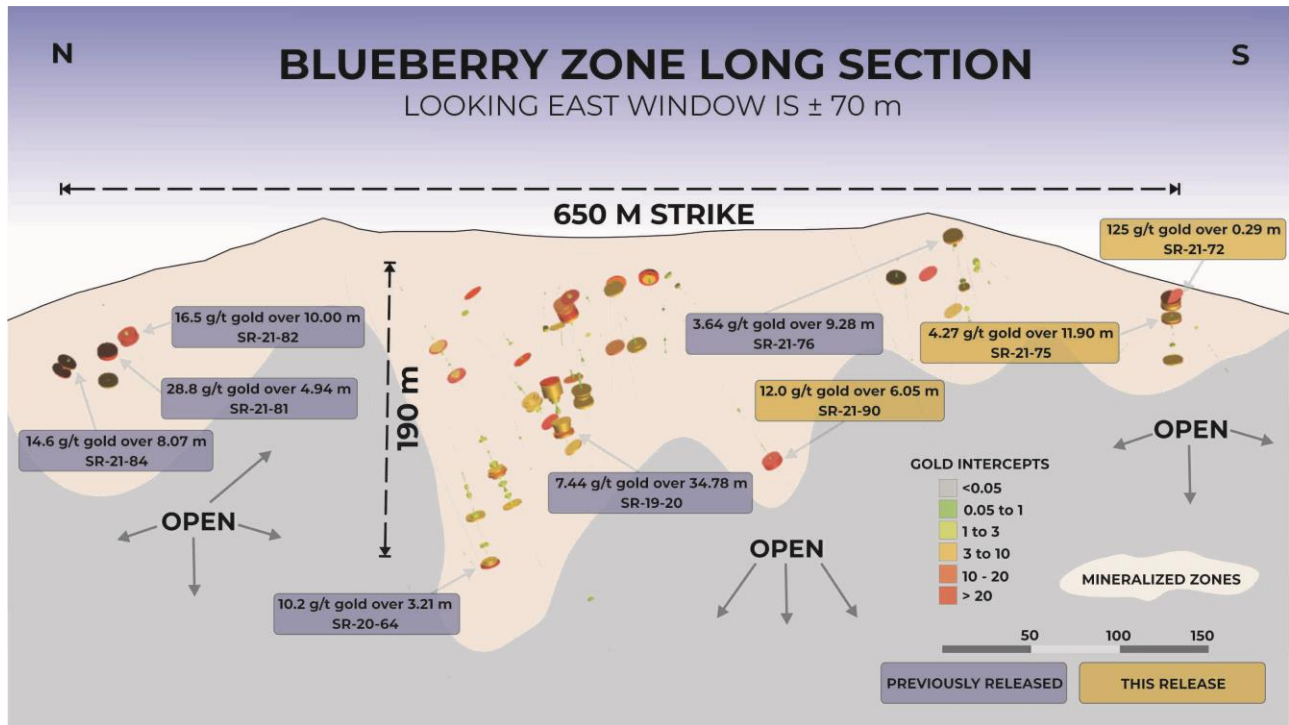 N
S
BLUEBERRY ZONE LONG SECTION
LOOKING EAST WINDOW IS ± 70 m
650 M STRIKE
125 g/t gold over 0.29 m
SR-21-72
16.5 g/t gold over 10.00 m
SR-21-82
3.64 g/t gold over 9.28 m
SR-21-76
4.27 g/t gold over 11.90 m
SR-21-75
190 m
28.8 g/t gold over 4.94 m
SR-21-81
12.0 g/t gold over 6.05 m
SR-21-90
14.6 g/t gold over 8.07 m
SR-21-84
7.44 g/t gold over 34.78 m
SR-19-20
OPEN
OPEN
OPEN
10.2 g/t gold over 3.21 m
SR-20-64
GOLD INTERCEPTS
<0.05
0.05 to 1
1 to 3
3 to 10
10 - 20
> 20
MINERALIZED ZONES
50 100 150
PREVIOUSLY RELEASED
THIS RELEASE